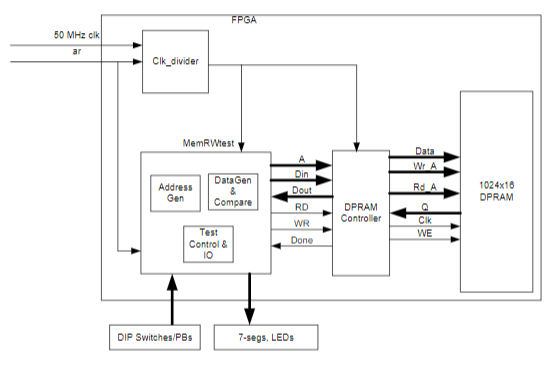 FPGA
50 MHz clk
ar
Clk_divider
MemRWtest
Address
Gen
DataGen
&
Compare
Test
Control &
IO
A
Din
Dout
RD
WR
Done
DPRAM
Controller
Data
Wr_A
Rd_A
Q
Clk
WE
1024x16
DPRAM
DIP Switches/PBs
7-segs, LEDs